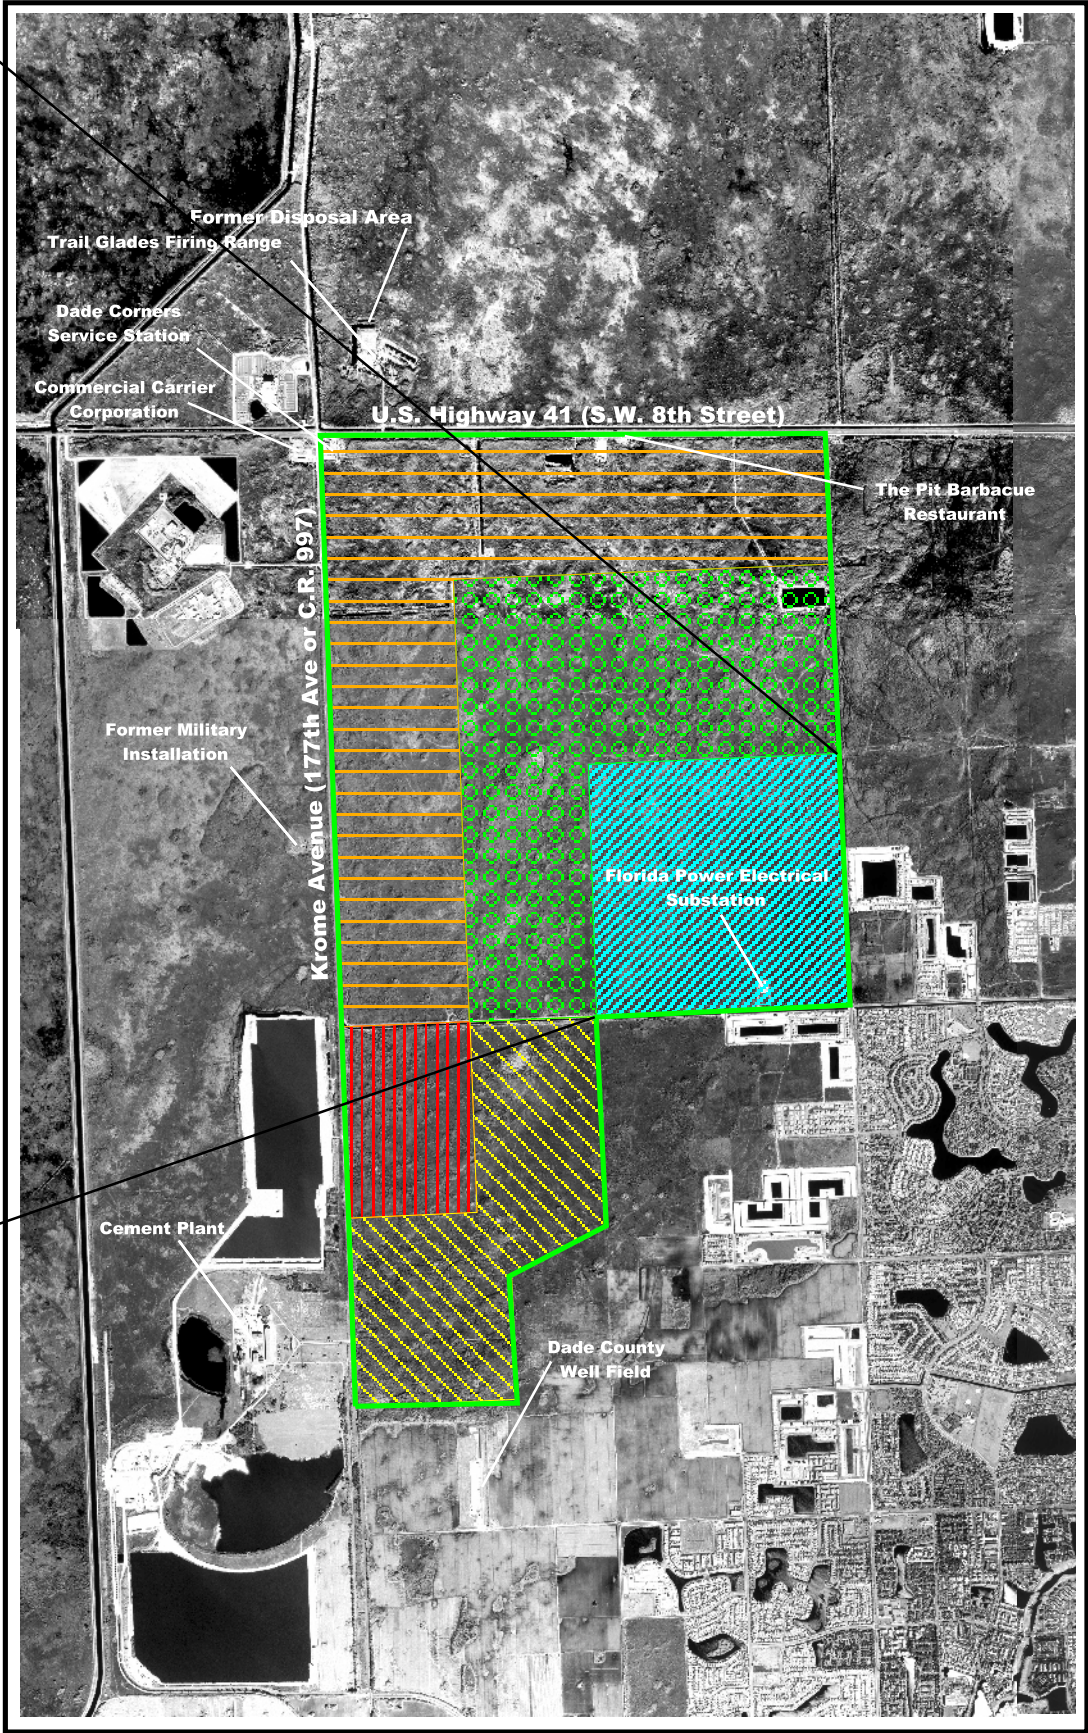 Former Disposal Area
Trail Glades Firing Range
Dade Corners
Service Station
Commercial Carrier
Corporation
U.S. Highway 41 (S.W. 8th Street)
The Pit Barbacue
Restaurant
Krome Avenue (177th Ave or C.R. 997)
Former Military
Installation
Florida Power Electrical
Substation
Cement Plant
Dade County
Well Field